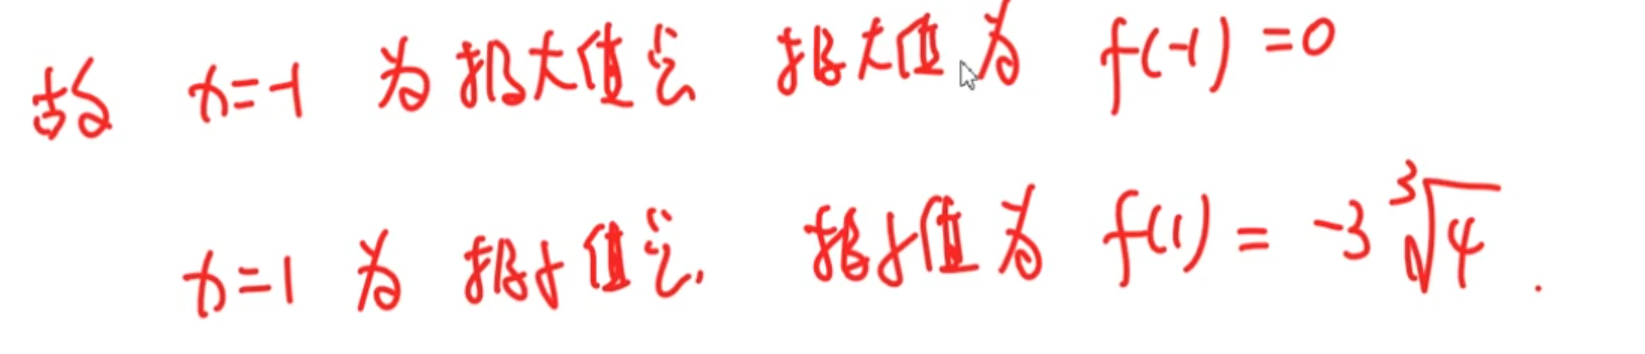 故 x=-1 为极大值点 极大值为 f(-1)=0
x=1 为极小值点, 极小值为 f(1)=-3∛4.